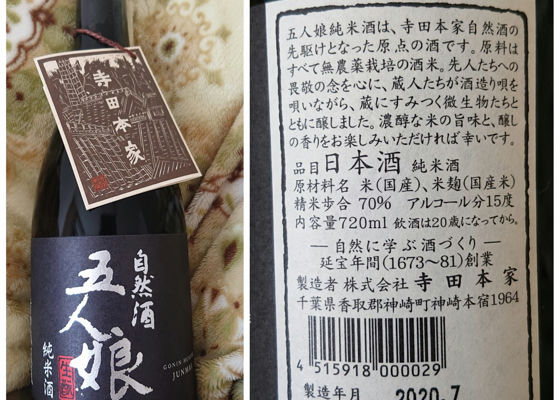 寺田本家
自然酒
五人娘
生酛
純米酒
GONIN MUSUME
五人娘純米酒は、寺田本家自然酒の
先駆けとなった原点の酒です。原料は
すべて無農薬栽培の酒米。先人たちへの
畏敬の念を心に、蔵人たちが酒造り唄を
唄いながら、蔵にすみつく微生物たちと
ともに醸しました。濃醇な米の旨味と、醸し
の香りをお楽しみいただければ幸いです。
品目 日本酒 純米酒
原材料名 米(国産)、米麹(国産米)
精米歩合 70% アルコール分15度
内容量720ml 飲酒は20歳になってから。
―自然に学ぶ酒づくり―
延宝年間(1673〜81)創業
製造者 株式会社 寺田本家
千葉県香取郡神崎町神崎本宿1964
4 515918 000029
製造年月 2020.7